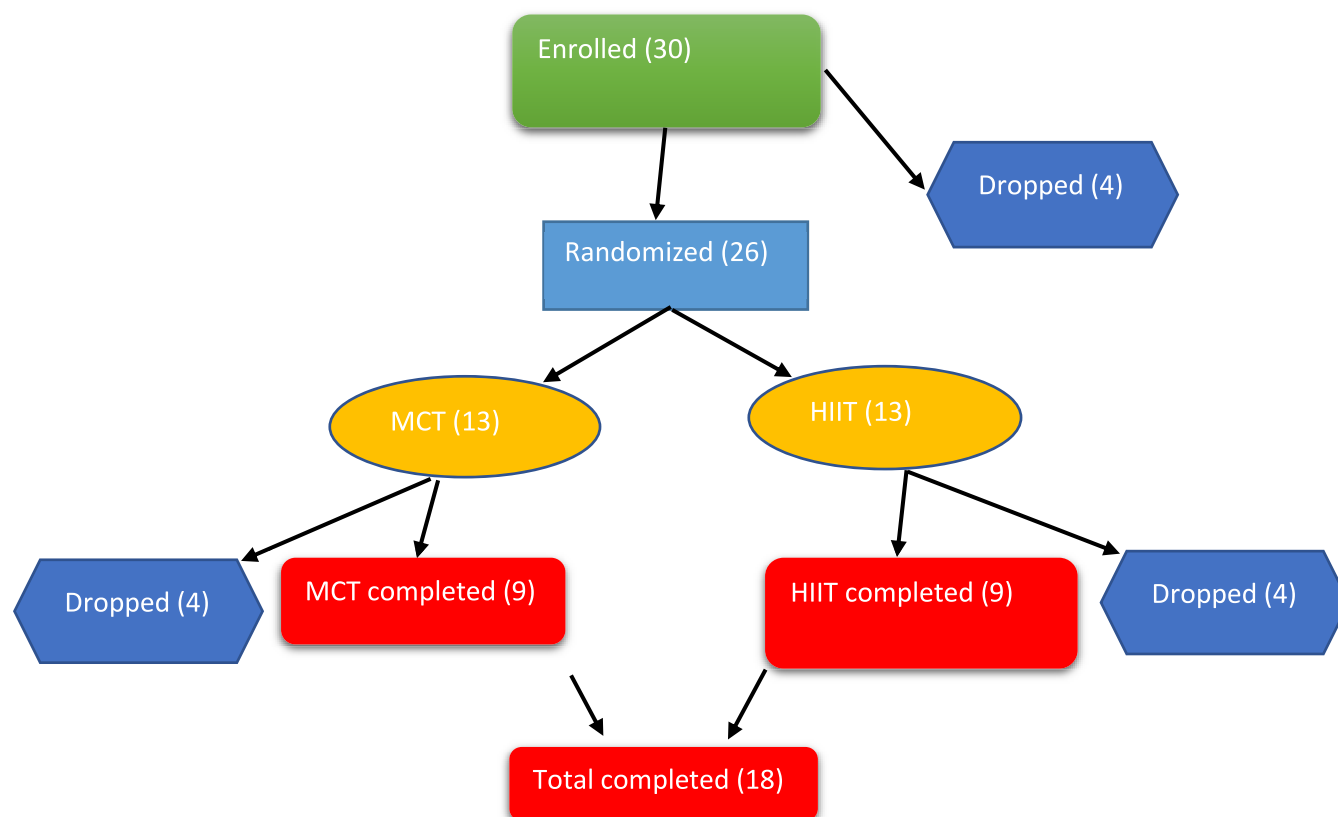 Enrolled (30)
Dropped (4)
Randomized (26)
MCT (13)
HIIT (13)
Dropped (4)
MCT completed (9)
HIIT completed (9)
Dropped (4)
Total completed (18)